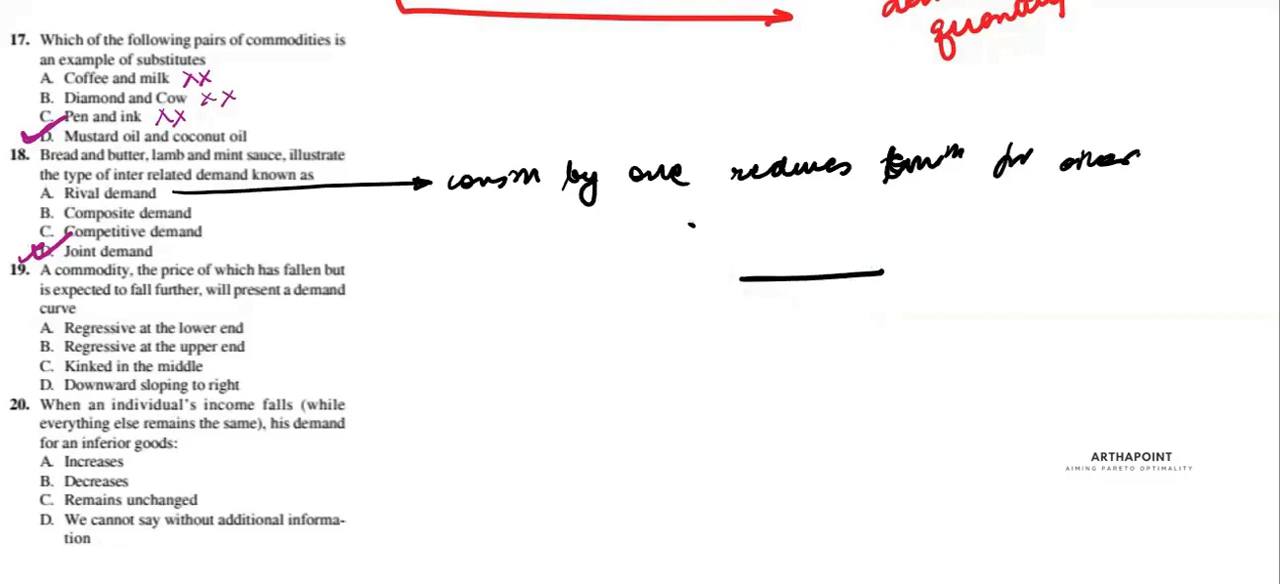 quantity
17. Which of the following pairs of commodities is
an example of substitutes
A. Coffee and milk
B. Diamond and Cow
C. Pen and ink
D. Mustard oil and coconut oil
18. Bread and butter, lamb and mint sauce, illustrate
the type of inter related demand known as
A. Rival demand
B. Composite demand
C. Competitive demand
D. Joint demand
consm by one reduces for other
19. A commodity, the price of which has fallen but
is expected to fall further, will present a demand
curve
A. Regressive at the lower end
B. Regressive at the upper end
C. Kinked in the middle
D. Downward sloping to right
20. When an individual's income falls (while
everything else remains the same), his demand
for an inferior goods:
A. Increases
B. Decreases
C. Remains unchanged
D. We cannot say without additional informa-
tion
ARTHAPOINT
AIMING PARETO OPTIMALITY